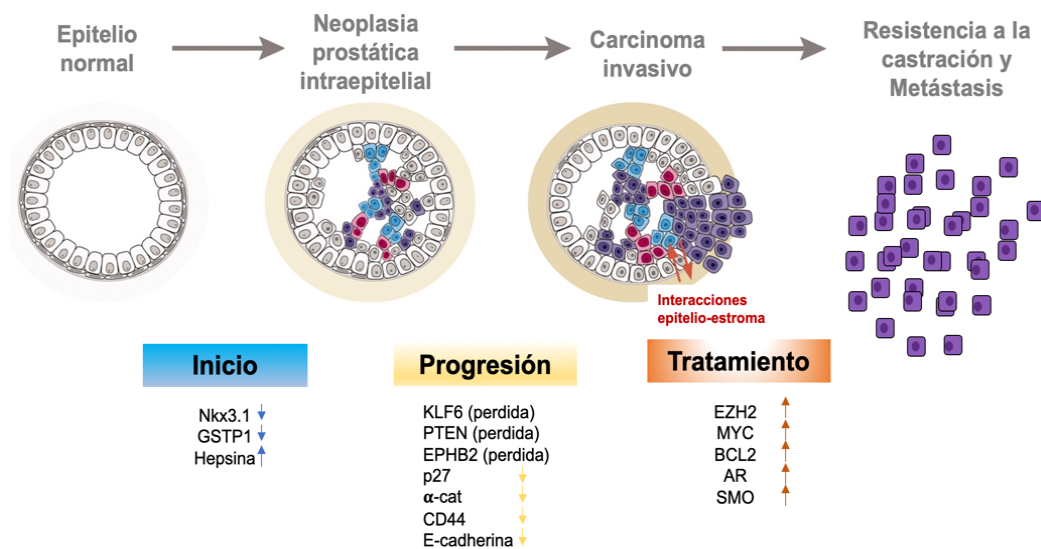 Epitelio
normal
Neoplasia
prostática
intraepitelial
Carcinoma
invasivo
Resistencia a la
castración y
Metástasis
Interacciones
epitelio-estroma
Inicio
Nkx3.1
GSTP1
Hepsina
Progresión
KLF6 (perdida)
PTEN (perdida)
EPHB2 (perdida)
p27
α-cat
CD44
E-cadherina
Tratamiento
EZH2
MYC
BCL2
AR
SMO